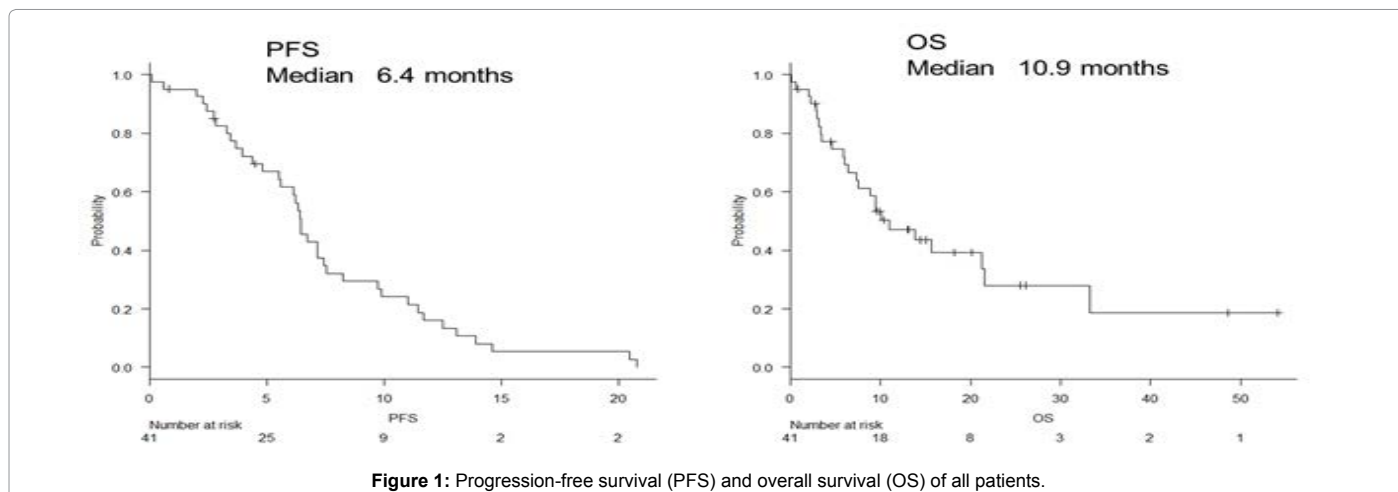 PFS
Median 6.4 months
1.0
0.8
0.6
0.4
0.2
0.0
Probability
0 5 10 15 20
PFS
Number at risk
41 25 9 2 2
OS
Median 10.9 months
1.0
0.8
0.6
0.4
0.2
0.0
Probability
0 10 20 30 40 50
OS
Number at risk
41 18 8 3 2 1
Figure 1: Progression-free survival (PFS) and overall survival (OS) of all patients.